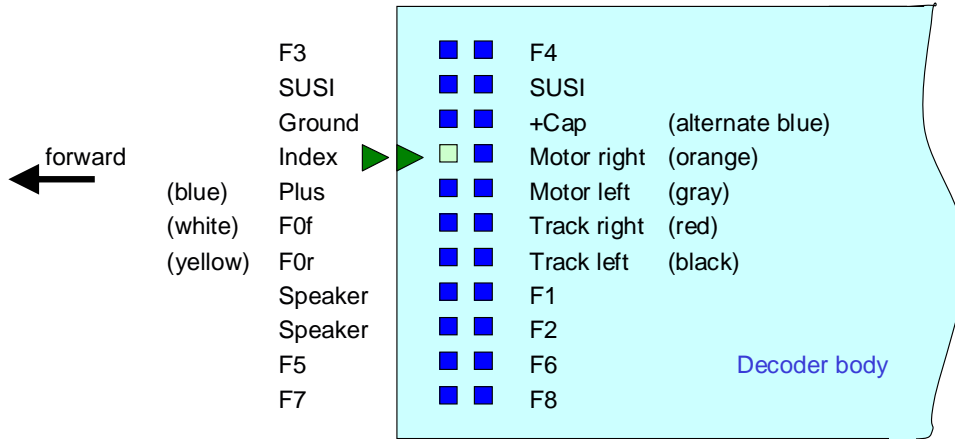 F3 F4
SUSI SUSI
Ground +Cap (alternate blue)
forward Index Motor right (orange)
(blue) Plus Motor left (gray)
(white) F0f Track right (red)
(yellow) F0r Track left (black)
Speaker F1
Speaker F2
F5 F6 Decoder body
F7 F8